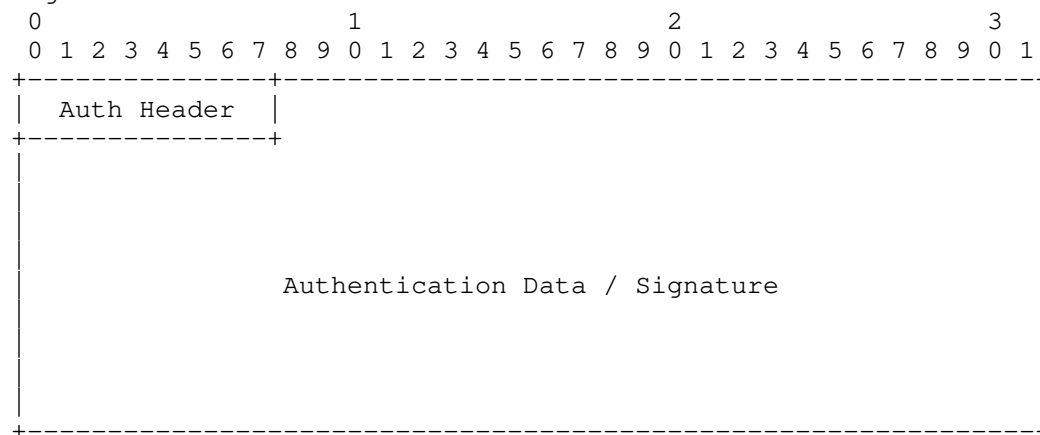 0                   1                   2                   3
0 1 2 3 4 5 6 7 8 9 0 1 2 3 4 5 6 7 8 9 0 1 2 3 4 5 6 7 8 9 0 1
Auth Header
Authentication Data / Signature